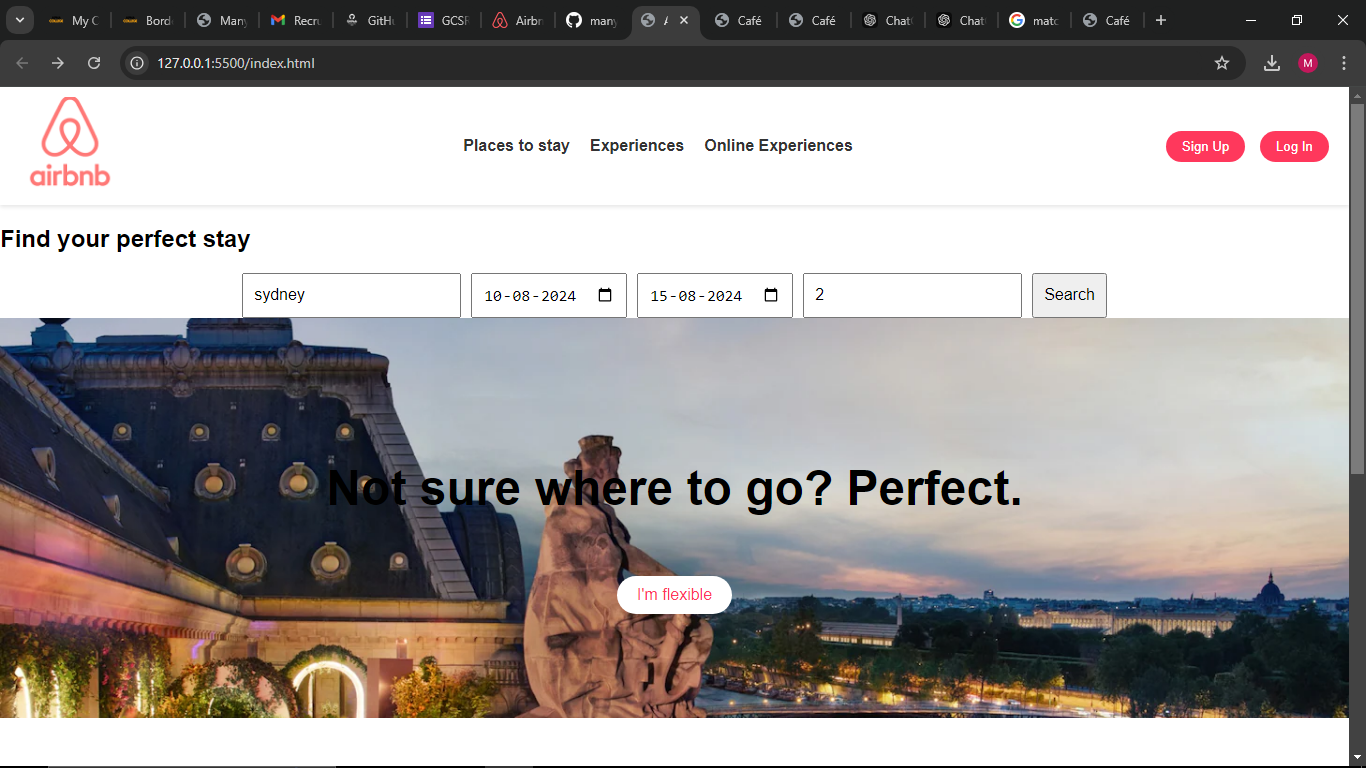 My C
Bord
Many
Recru
GitHu
GCSR
Airbn
many
Café
Café
Chat
Chat
matc
Café
127.0.0.1:5500/index.html
M
airbnb
Places to stay
Experiences
Online Experiences
Sign Up
Log In
Find your perfect stay
sydney
10-08-2024
15-08-2024
2
Search
Not sure where to go? Perfect.
I'm flexible